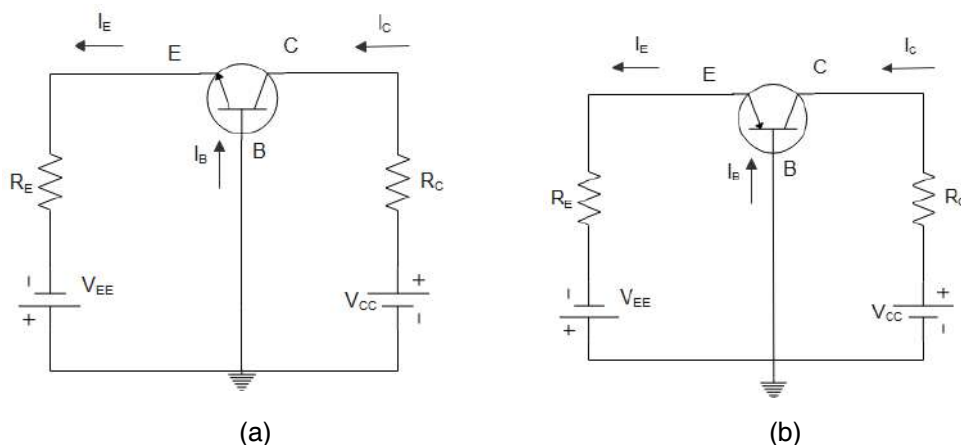 I_E
I_C
E
C
I_B
B
R_E
R_C
V_EE
V_CC
-
+
+
-
(a)
I_E
I_C
E
C
I_B
B
R_E
R_C
V_EE
V_CC
-
+
+
-
(b)